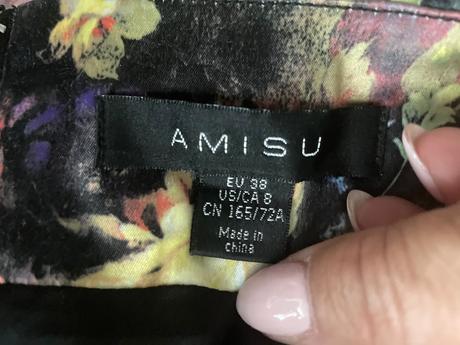 AMISU
EU 38
US/CA 8
CN 165/72A
Made in
china